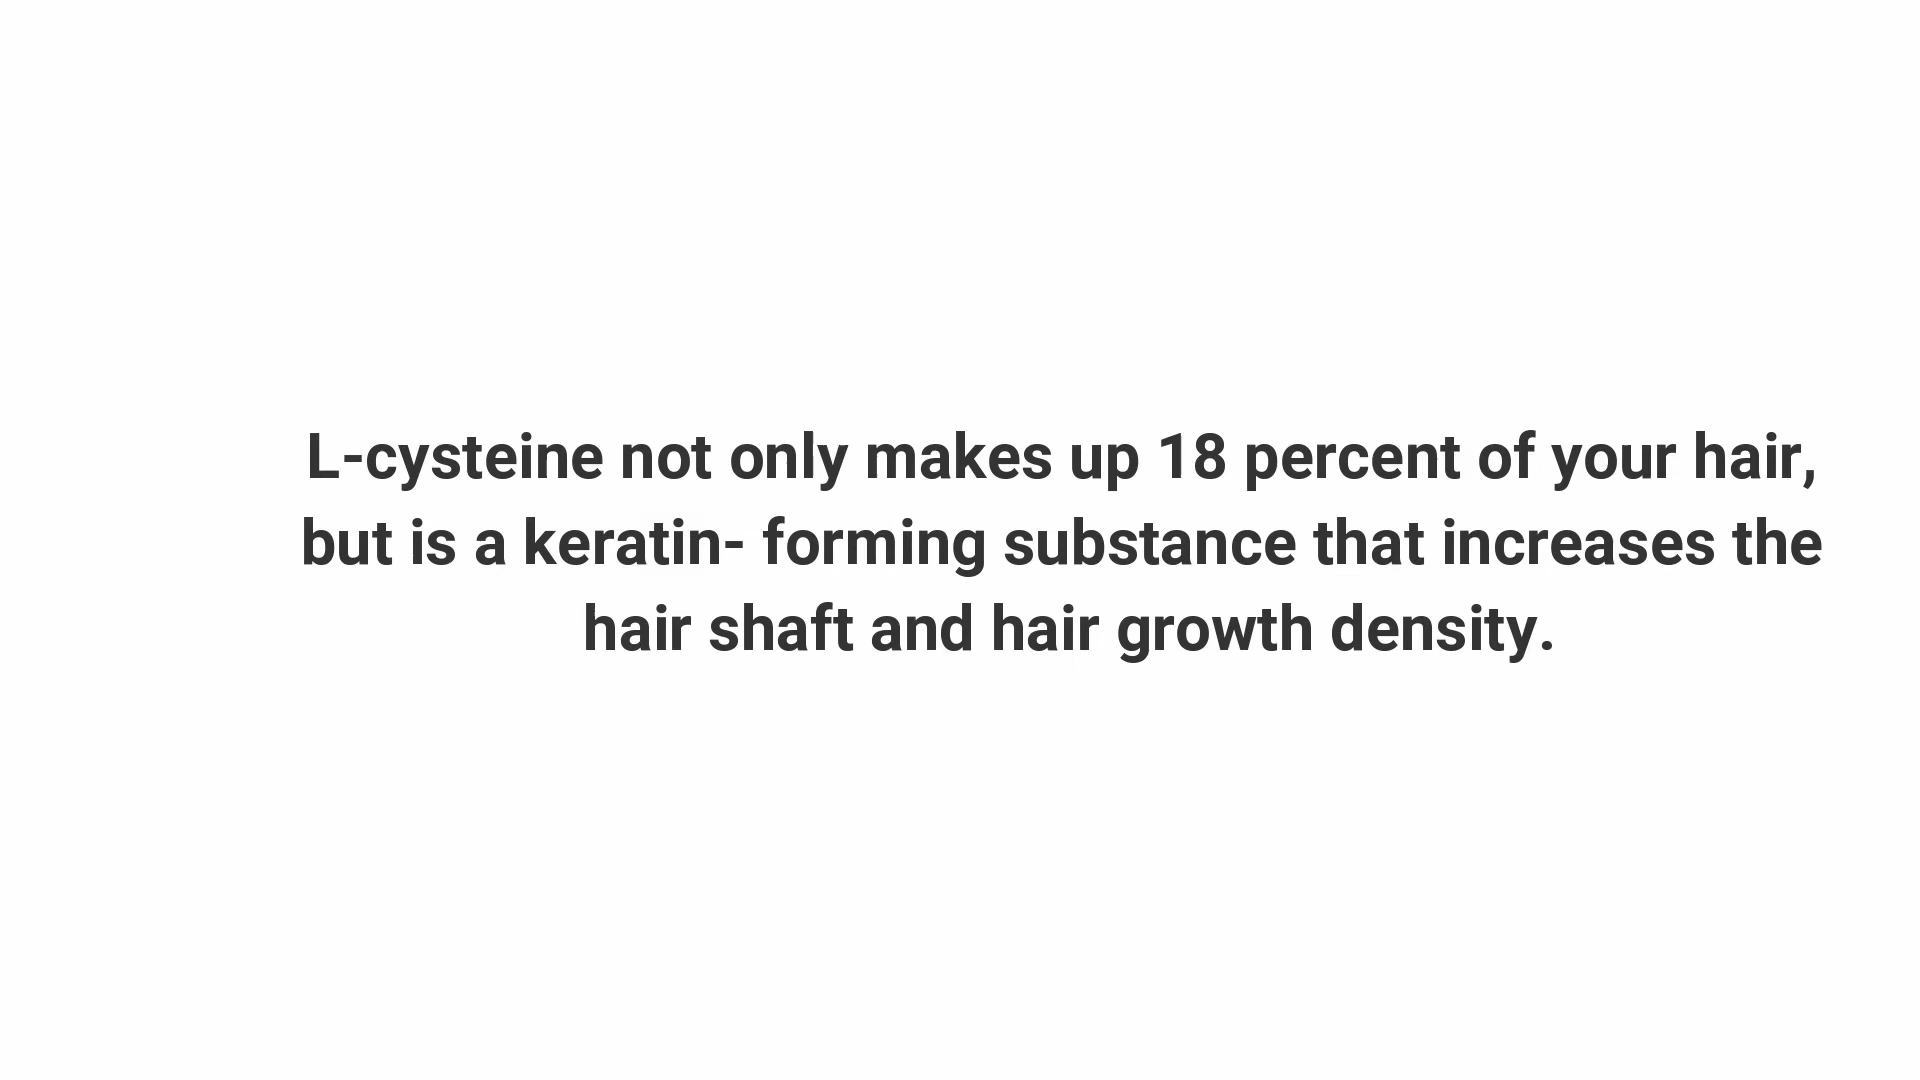 L-cysteine not only makes up 18 percent of your hair,
but is a keratin- forming substance that increases the
hair shaft and hair growth density.